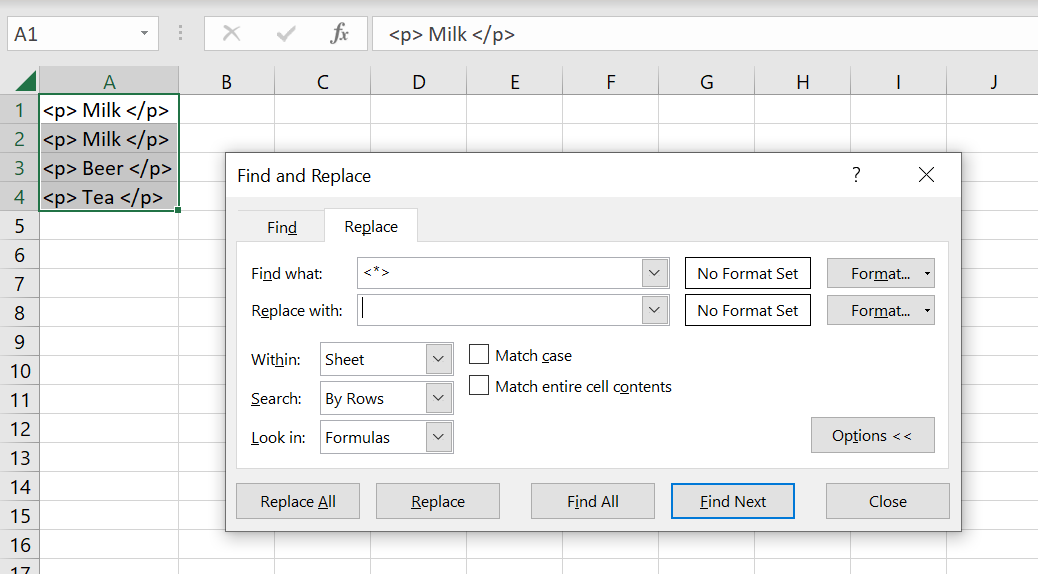 A1 fx <p> Milk </p>
A B C D E F G H I J
1 <p> Milk </p>
2 <p> Milk </p>
3 <p> Beer </p>
4 <p> Tea </p>
5
6
7
8
9
10
11
12
13
14
15
16
17
Find and Replace ?
Find Replace
Find what: <*> No Format Set Format...
Replace with: No Format Set Format...
Within: Sheet Match case
Search: By Rows Match entire cell contents
Look in: Formulas Options <<
Replace All Replace Find All Find Next Close